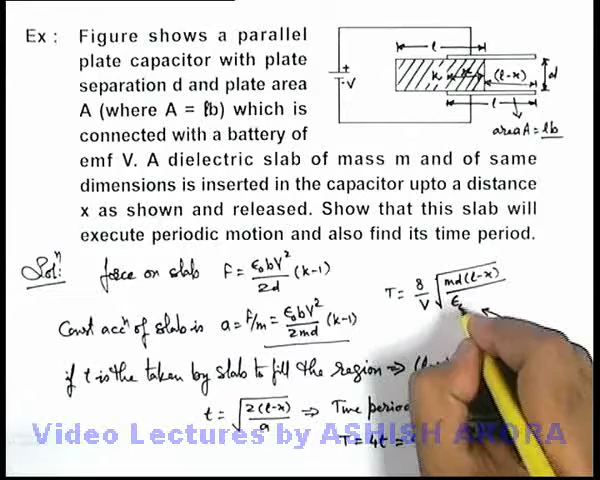 Ex : Figure shows a parallel
plate capacitor with plate
separation d and plate area
A (where A = lb) which is
connected with a battery of
emf V. A dielectric slab of mass m and of same
dimensions is inserted in the capacitor upto a distance
x as shown and released. Show that this slab will
execute periodic motion and also find its time period.
+
V
l
k x (l-x) d
l
area A = lb
Solⁿ: force on slab F = ε₀bV²/2d (k-1)
T = 8/V √(md(l-x)/ε
Const accⁿ of slab is a = F/m = ε₀bV²/2md (k-1)
if t is the taken by slab to fill the region ⇒
t = √(2(l-x)/a) ⇒ Time period
T = 4t =
Video Lectures by ASHISH ARORA